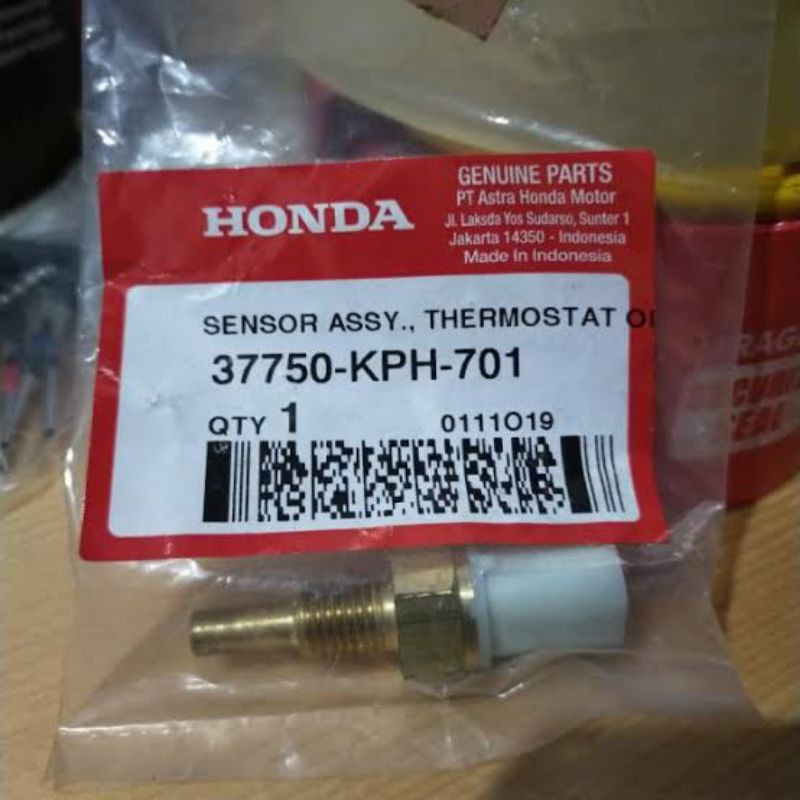 HONDA
GENUINE PARTS
PT Astra Honda Motor
Jl. Laksda Yos Sudarso, Sunter 1
Jakarta 14350 - Indonesia
Made In Indonesia
SENSOR ASSY., THERMOSTAT
37750-KPH-701
QTY 1
0111O19